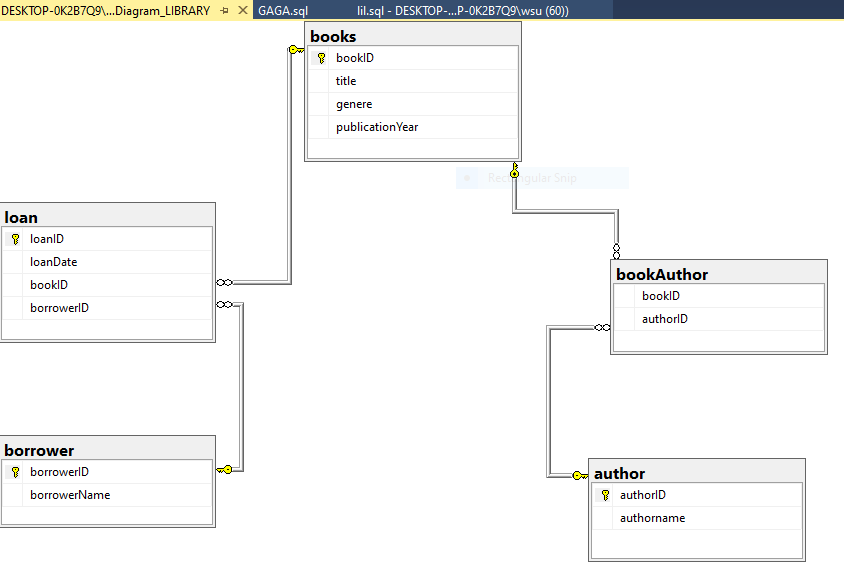 DESKTOP-0K2B7Q9\...Diagram_LIBRARY GAGA.sql lil.sql - DESKTOP-...P-0K2B7Q9\wsu (60))
books
bookID
title
genere
publicationYear
Rectangular Snip
loan
loanID
loanDate
bookID
borrowerID
bookAuthor
bookID
authorID
borrower
borrowerID
borrowerName
author
authorID
authorname